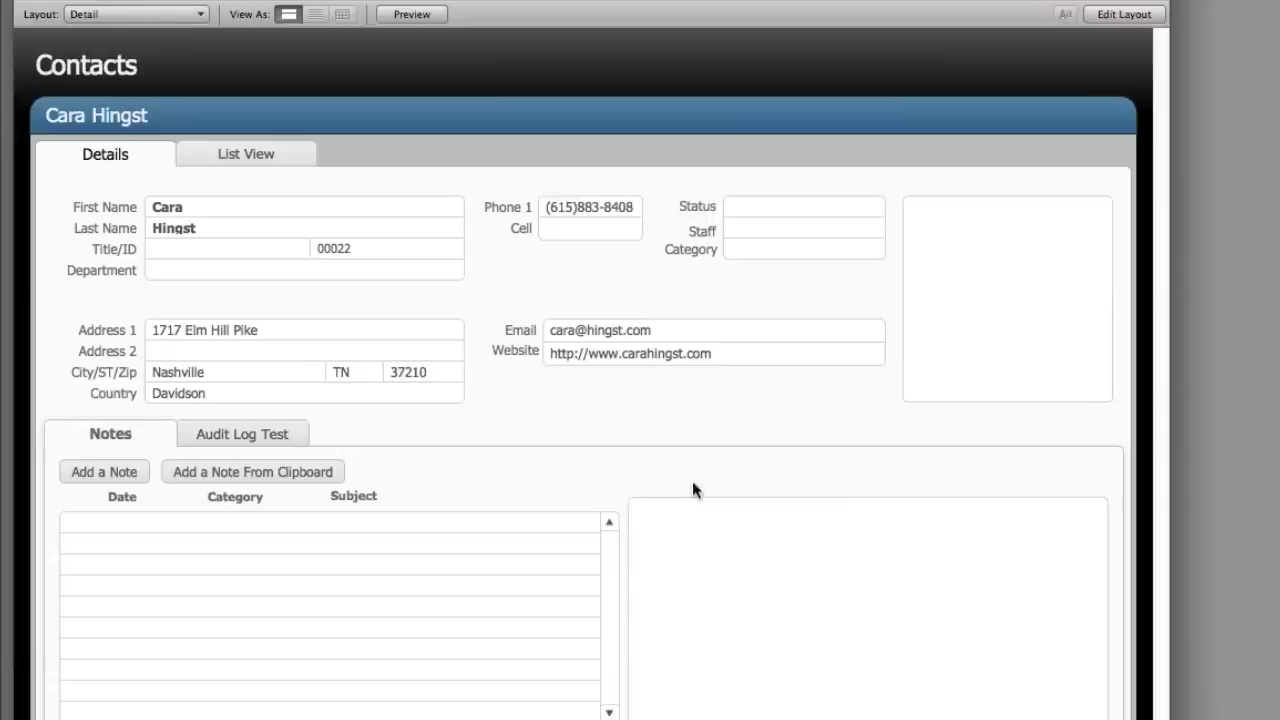 Layout: Detail View As: Preview Edit Layout
Contacts
Cara Hingst
Details List View
First Name Cara Phone 1 (615)883-8408 Status
Last Name Hingst Cell Staff
Title/ID 00022 Category
Department
Address 1 1717 Elm Hill Pike Email cara@hingst.com
Address 2 Website http://www.carahingst.com
City/ST/Zip Nashville TN 37210
Country Davidson
Notes Audit Log Test
Add a Note Add a Note From Clipboard
Date Category Subject